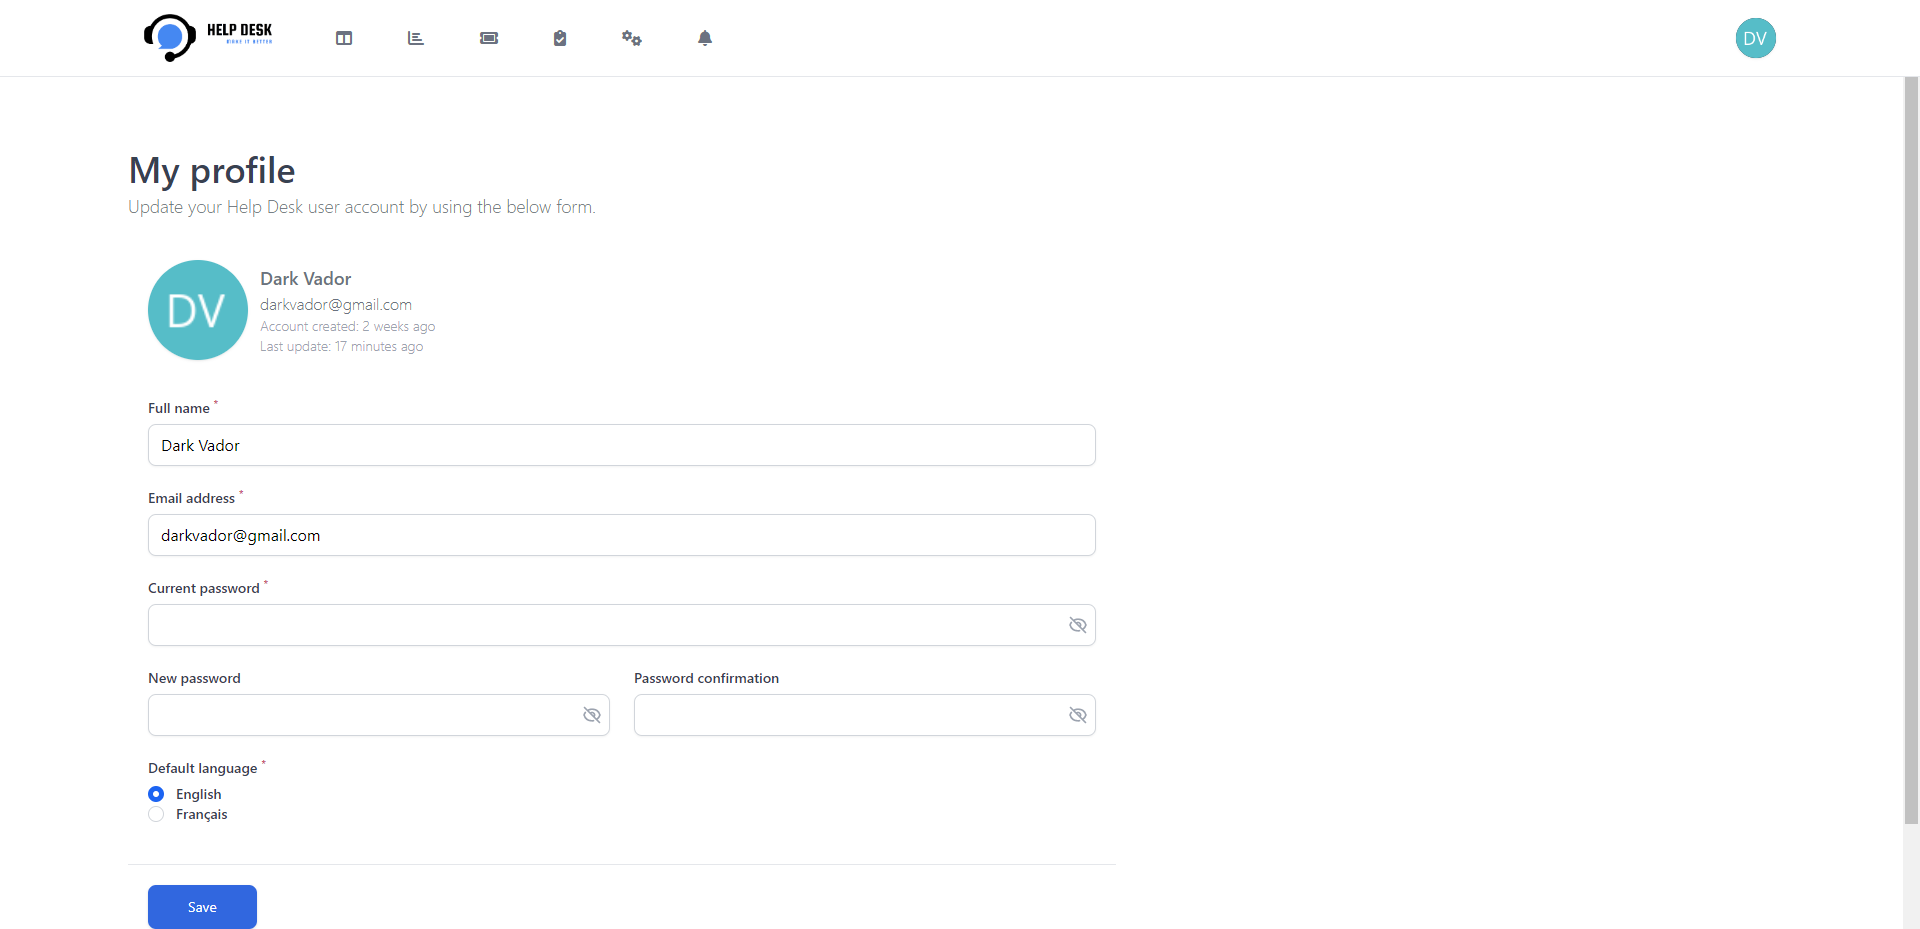 HELP DESK
DV
My profile
Update your Help Desk user account by using the below form.
DV
Dark Vador
darkvador@gmail.com
Account created: 2 weeks ago
Last update: 17 minutes ago
Full name *
Dark Vador
Email address *
darkvador@gmail.com
Current password *
New password
Password confirmation
Default language *
English
Français
Save